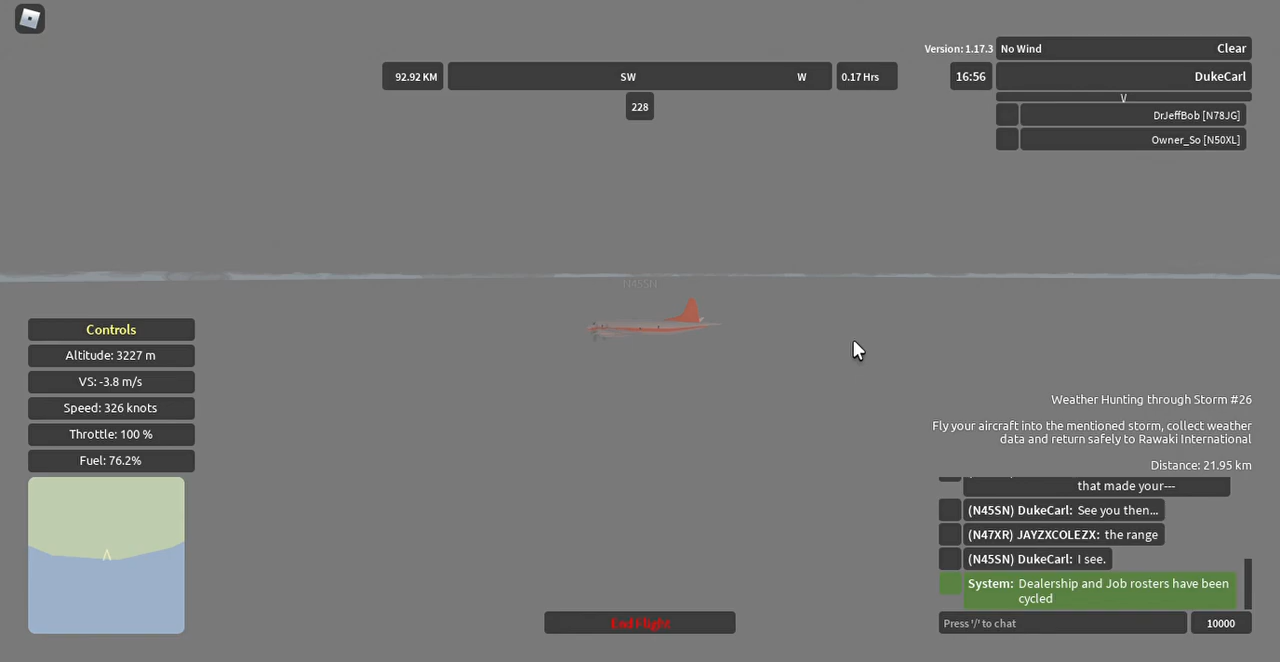 Version: 1.17.3
No Wind
Clear
92.92 KM
SW
W
0.17 Hrs
16:56
DukeCarl
V
228
DrJeffBob [N78JG]
Owner_So [N50XL]
N45SN
Controls
Altitude: 3227 m
VS: -3.8 m/s
Speed: 326 knots
Throttle: 100 %
Fuel: 76.2%
Weather Hunting through Storm #26
Fly your aircraft into the mentioned storm, collect weather
data and return safely to Rawaki International
Distance: 21.95 km
that made your---
(N45SN) DukeCarl: See you then...
(N47XR) JAYZXCOLEZX: the range
(N45SN) DukeCarl: I see.
System: Dealership and Job rosters have been
cycled
End Flight
Press '/' to chat
10000